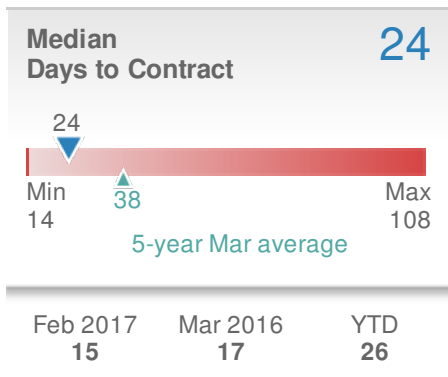 Median
Days to Contract
24
24
Min
14
38
Max
108
5-year Mar average
Feb 2017 Mar 2016 YTD
15 17 26